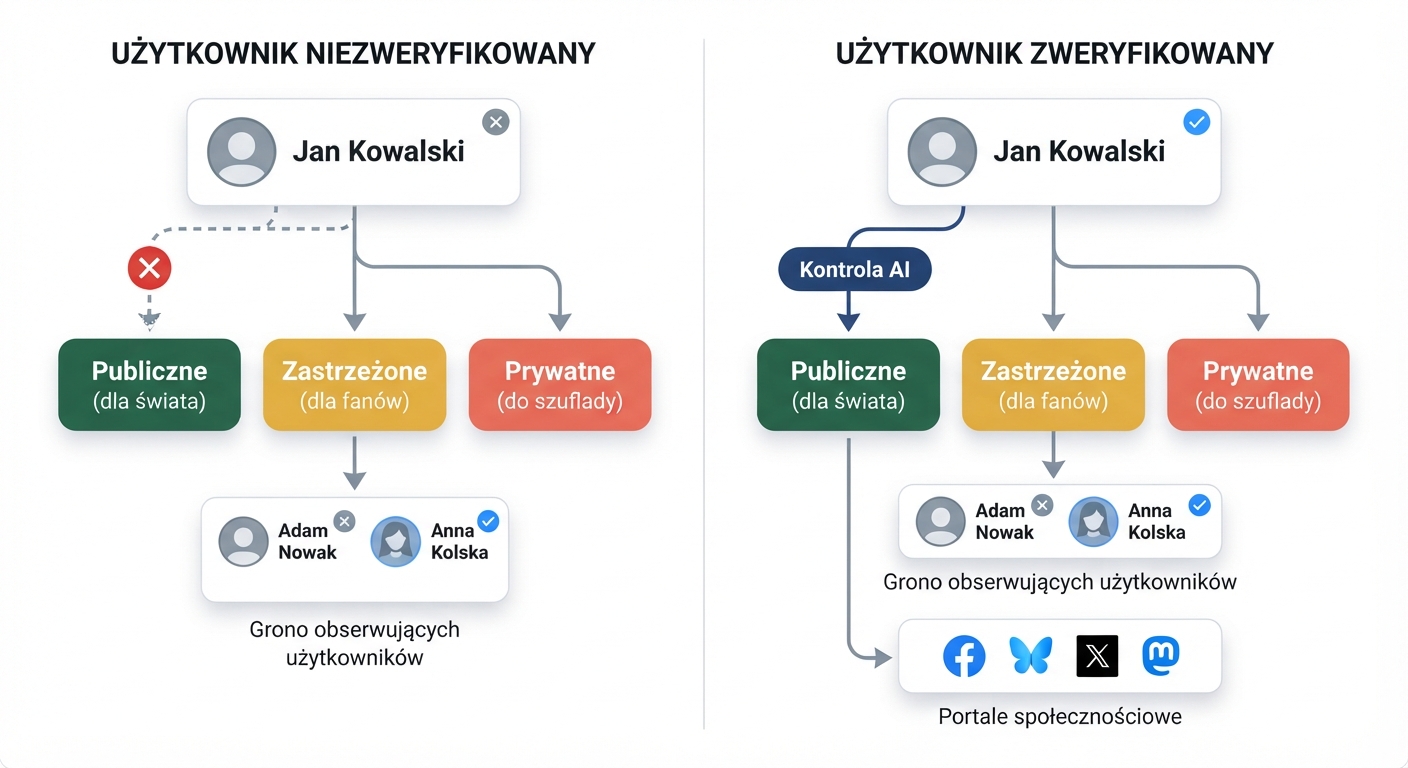 UŻYTKOWNIK NIEZWERYFIKOWANY
Jan Kowalski
Publiczne
(dla świata)
Zastrzeżone
(dla fanów)
Prywatne
(do szuflady)
Adam
Nowak
Anna
Kolska
Grono obserwujących
użytkowników
UŻYTKOWNIK ZWERYFIKOWANY
Jan Kowalski
Kontrola AI
Publiczne
(dla świata)
Zastrzeżone
(dla fanów)
Prywatne
(do szuflady)
Adam
Nowak
Anna
Kolska
Grono obserwujących użytkowników
Portale społecznościowe